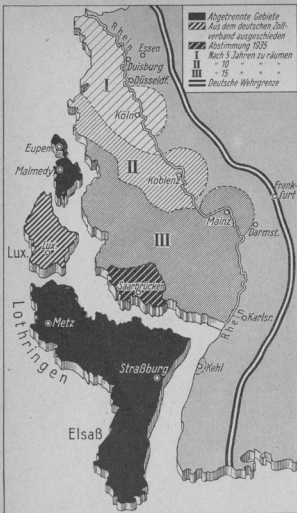 Abgetrennte Gebiete
Aus dem deutschen Zoll-
verband ausgeschieden
Abstimmung 1935
I Nach 5 Jahren zu räumen
II " 10 " " "
III " 15 " " "
Deutsche Wehrgrenze
Rhein
Essen
Duisburg
Düsseldf.
I
Köln
Eupen
Malmedy
II
Koblenz
Frank-
furt
Mainz
Darmst.
III
Lux.
Lux.
Saarbrücken
Rhein
Karlsr.
Lothringen
Metz
Straßburg
Kehl
Elsaß